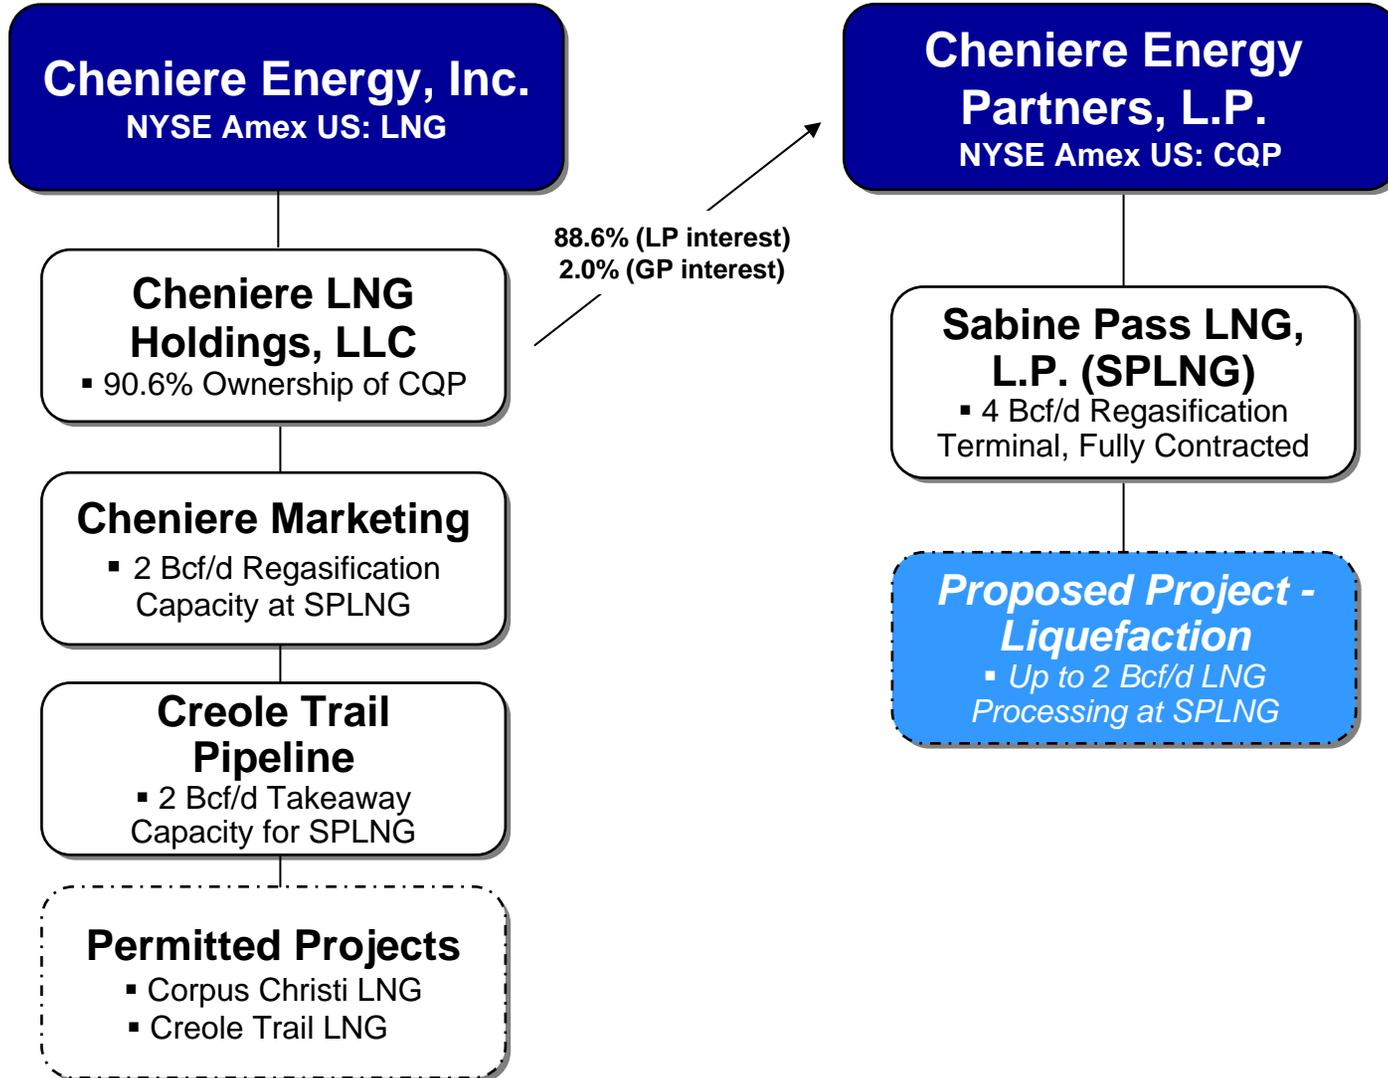 Cheniere Energy, Inc.
NYSE Amex US: LNG
Cheniere Energy
Partners, L.P.
NYSE Amex US: CQP
88.6% (LP interest)
2.0% (GP interest)
Cheniere LNG
Holdings, LLC
▪ 90.6% Ownership of CQP
Sabine Pass LNG,
L.P. (SPLNG)
▪ 4 Bcf/d Regasification
Terminal, Fully Contracted
Cheniere Marketing
▪ 2 Bcf/d Regasification
Capacity at SPLNG
Proposed Project -
Liquefaction
▪ Up to 2 Bcf/d LNG
Processing at SPLNG
Creole Trail
Pipeline
▪ 2 Bcf/d Takeaway
Capacity for SPLNG
Permitted Projects
▪ Corpus Christi LNG
▪ Creole Trail LNG